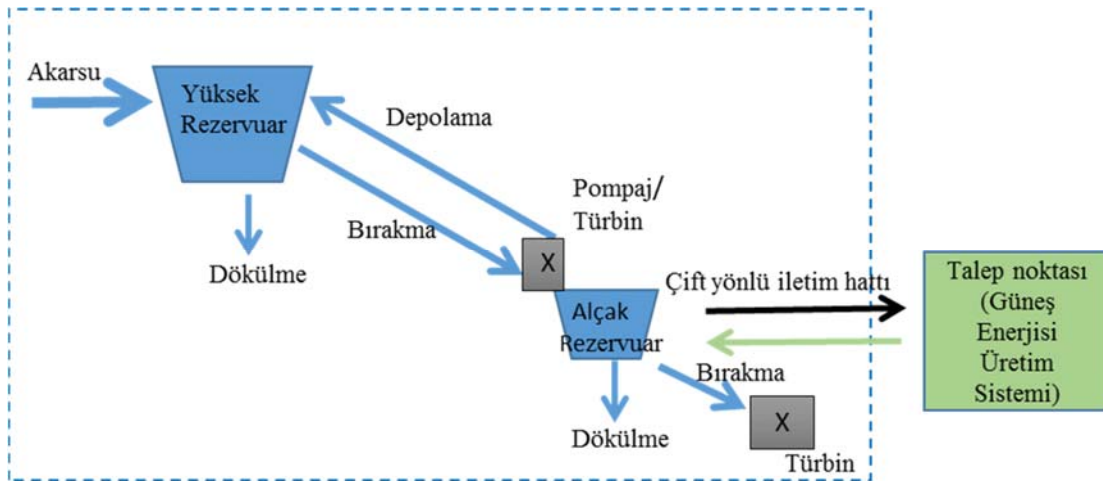 Akarsu
Yüksek
Rezervuar
Depolama
Pompaj/
Türbin
Bırakma
X
Dökülme
Çift yönlü iletim hattı
Alçak
Rezervuar
Bırakma
Dökülme
X
Türbin
Talep noktası
(Güneş
Enerjisi
Üretim
Sistemi)